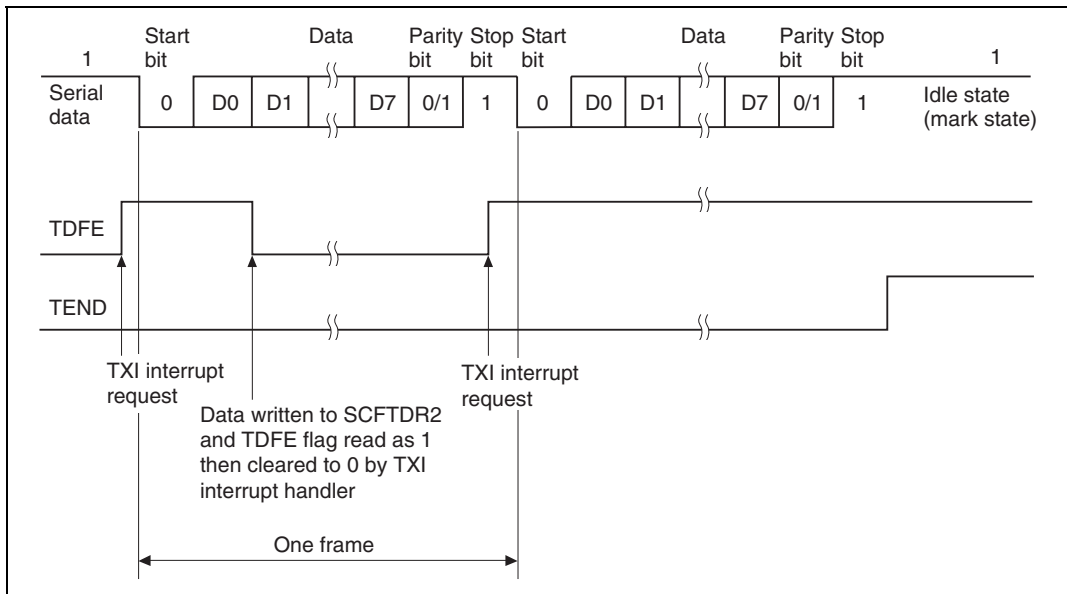 Start Data Parity Stop Start Data Parity Stop
1 bit bit bit bit bit bit 1
Serial data 0 D0 D1 D7 0/1 1 0 D0 D1 D7 0/1 1 Idle state (mark state)
TDFE
TEND
TXI interrupt request
TXI interrupt request
Data written to SCFTDR2
and TDFE flag read as 1
then cleared to 0 by TXI
interrupt handler
One frame